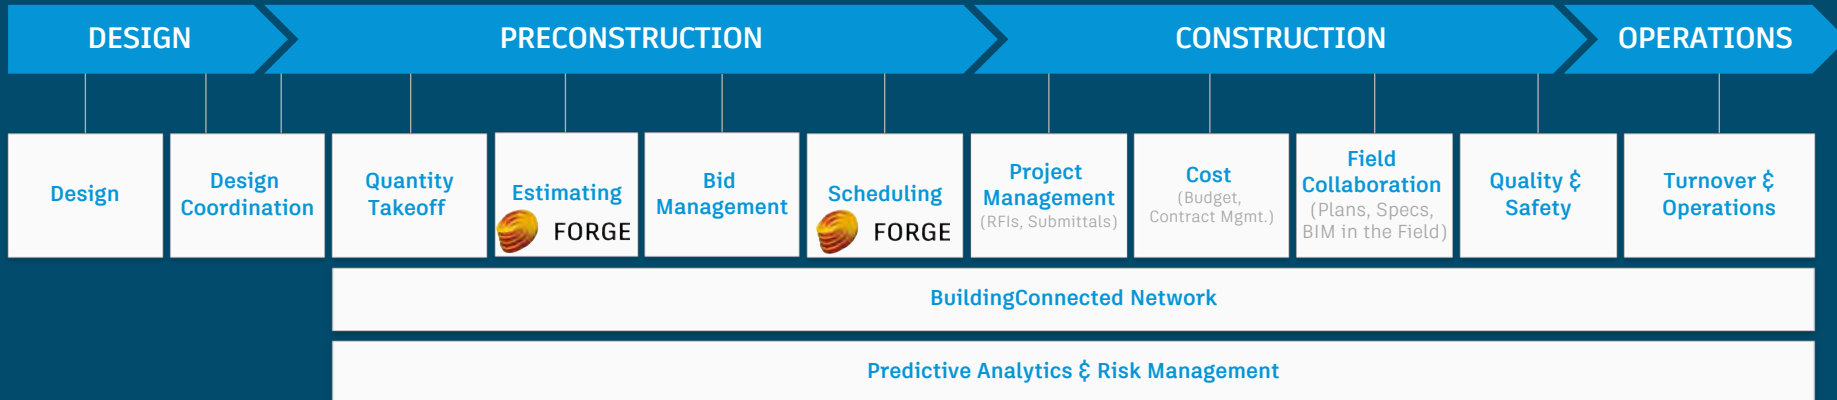 DESIGN
PRECONSTRUCTION
CONSTRUCTION
OPERATIONS
Design
Design
Coordination
Quantity
Takeoff
Estimating
FORGE
Bid
Management
Scheduling
FORGE
Project
Management
(RFIs, Submittals)
Cost
(Budget,
Contract Mgmt.)
Field
Collaboration
(Plans, Specs,
BIM in the Field)
Quality &
Safety
Turnover &
Operations
BuildingConnected Network
Predictive Analytics & Risk Management